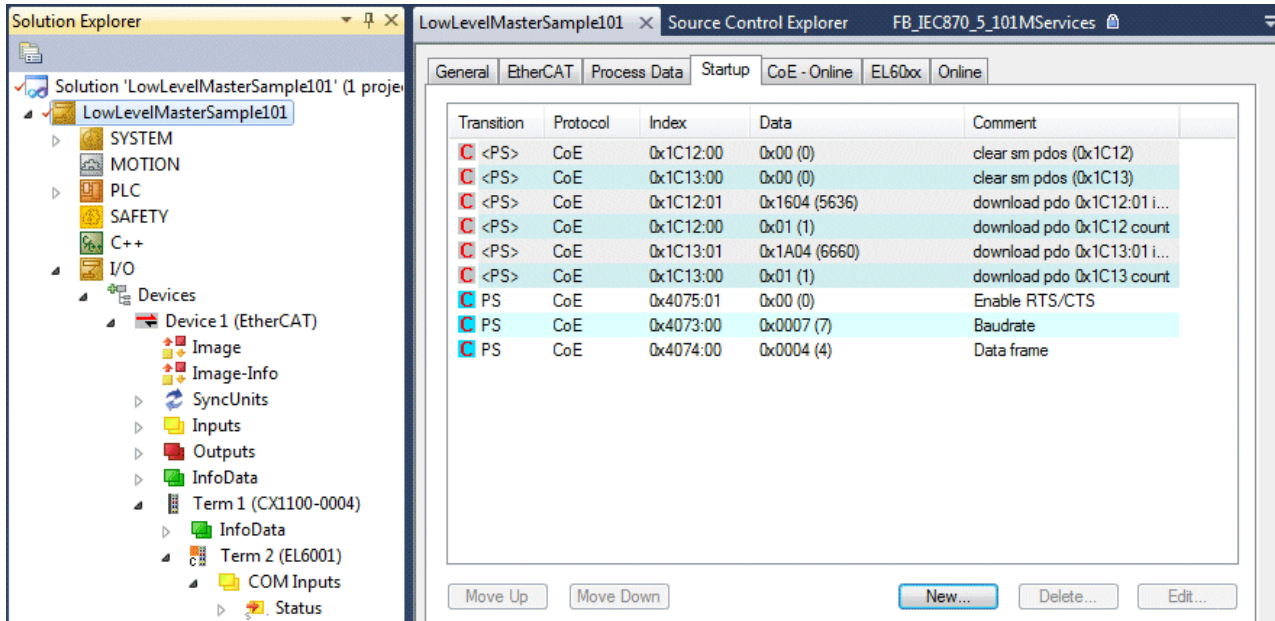 Solution Explorer
Solution 'LowLevelMasterSample101' (1 proje
LowLevelMasterSample101
SYSTEM
MOTION
PLC
SAFETY
C++
I/O
Devices
Device 1 (EtherCAT)
Image
Image-Info
SyncUnits
Inputs
Outputs
InfoData
Term 1 (CX1100-0004)
InfoData
Term 2 (EL6001)
COM Inputs
Status
LowLevelMasterSample101 Source Control Explorer FB_IEC870_5_101MServices
General EtherCAT Process Data Startup CoE - Online EL60xx Online
Transition Protocol Index Data Comment
C <PS> CoE 0x1C12:00 0x00 (0) clear sm pdos (0x1C12)
C <PS> CoE 0x1C13:00 0x00 (0) clear sm pdos (0x1C13)
C <PS> CoE 0x1C12:01 0x1604 (5636) download pdo 0x1C12:01 i...
C <PS> CoE 0x1C12:00 0x01 (1) download pdo 0x1C12 count
C <PS> CoE 0x1C13:01 0x1A04 (6660) download pdo 0x1C13:01 i...
C <PS> CoE 0x1C13:00 0x01 (1) download pdo 0x1C13 count
C PS CoE 0x4075:01 0x00 (0) Enable RTS/CTS
C PS CoE 0x4073:00 0x0007 (7) Baudrate
C PS CoE 0x4074:00 0x0004 (4) Data frame
Move Up Move Down New... Delete... Edit...